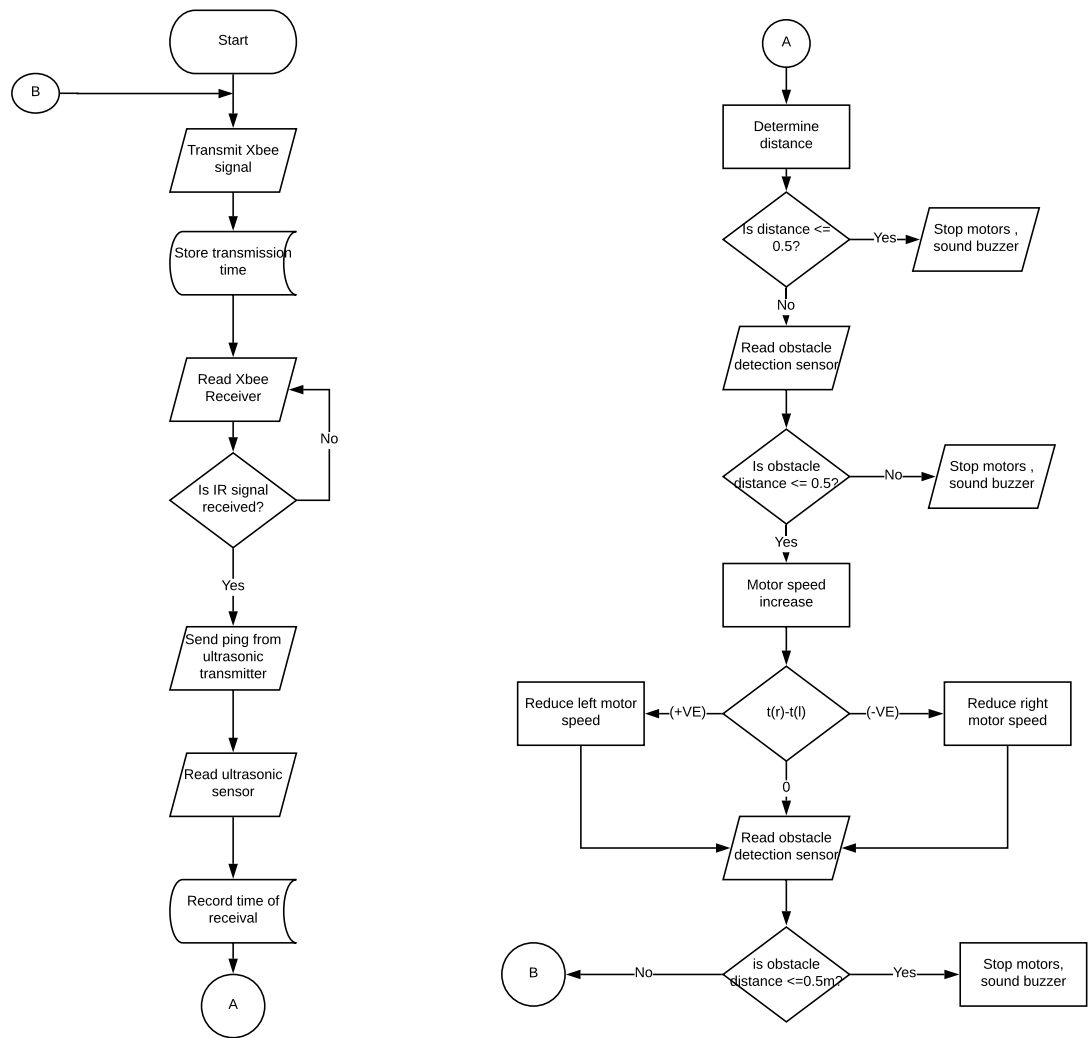 Start
B
Transmit Xbee
signal
Store transmission
time
Read Xbee
Receiver
No
Is IR signal
received?
Yes
Send ping from
ultrasonic
transmitter
Read ultrasonic
sensor
Record time of
receival
A
A
Determine
distance
Is distance <=
0.5?
Yes
Stop motors ,
sound buzzer
No
Read obstacle
detection sensor
Is obstacle
distance <= 0.5?
No
Stop motors ,
sound buzzer
Yes
Motor speed
increase
Reduce left motor
speed
(+VE)
t(r)-t(l)
(-VE)
Reduce right
motor speed
0
Read obstacle
detection sensor
B
No
is obstacle
distance <=0.5m?
Yes
Stop motors,
sound buzzer